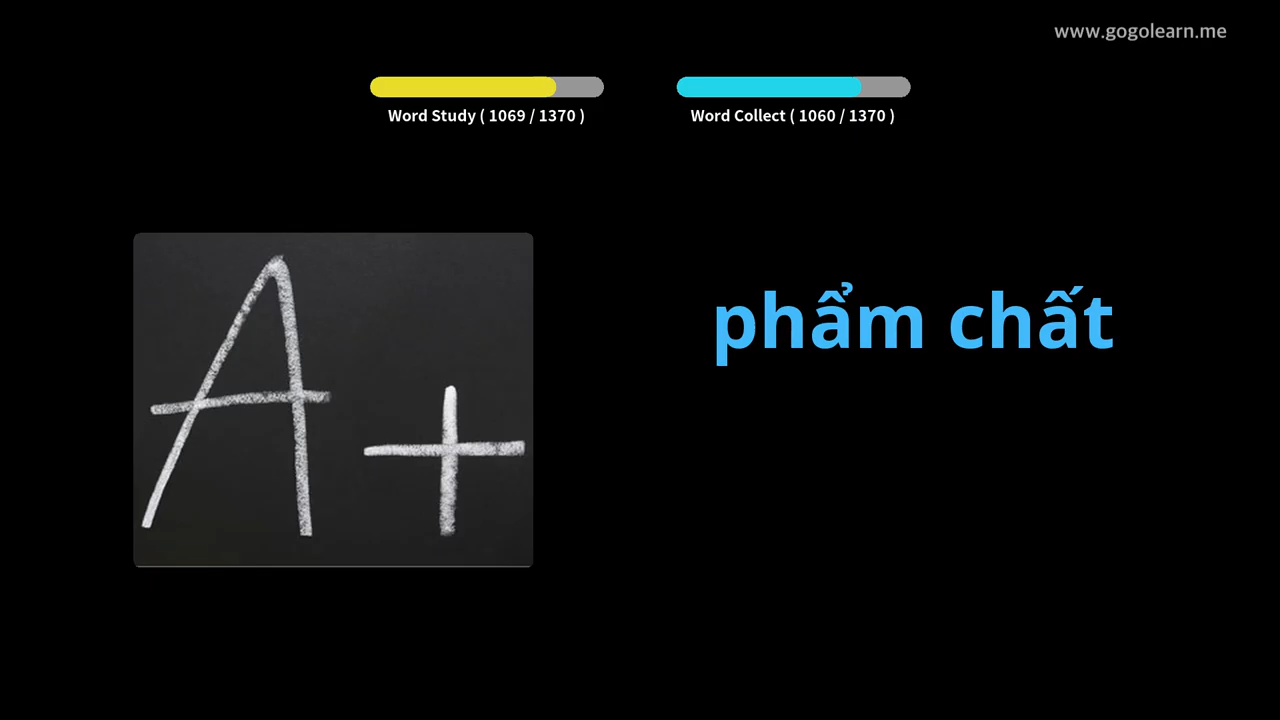 www.gogolearn.me
Word Study ( 1069 / 1370 )
Word Collect ( 1060 / 1370 )
A+
phẩm chất